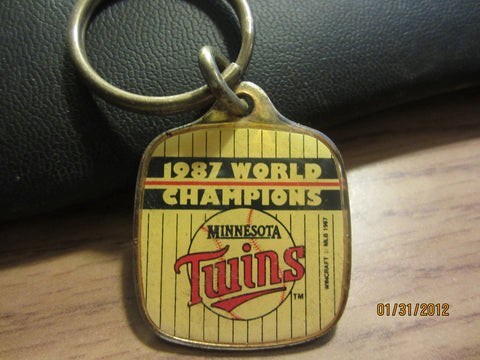 1987 WORLD
CHAMPIONS
MINNESOTA
Twins
TM
WINCRAFT MLB 1987
01/31/2012